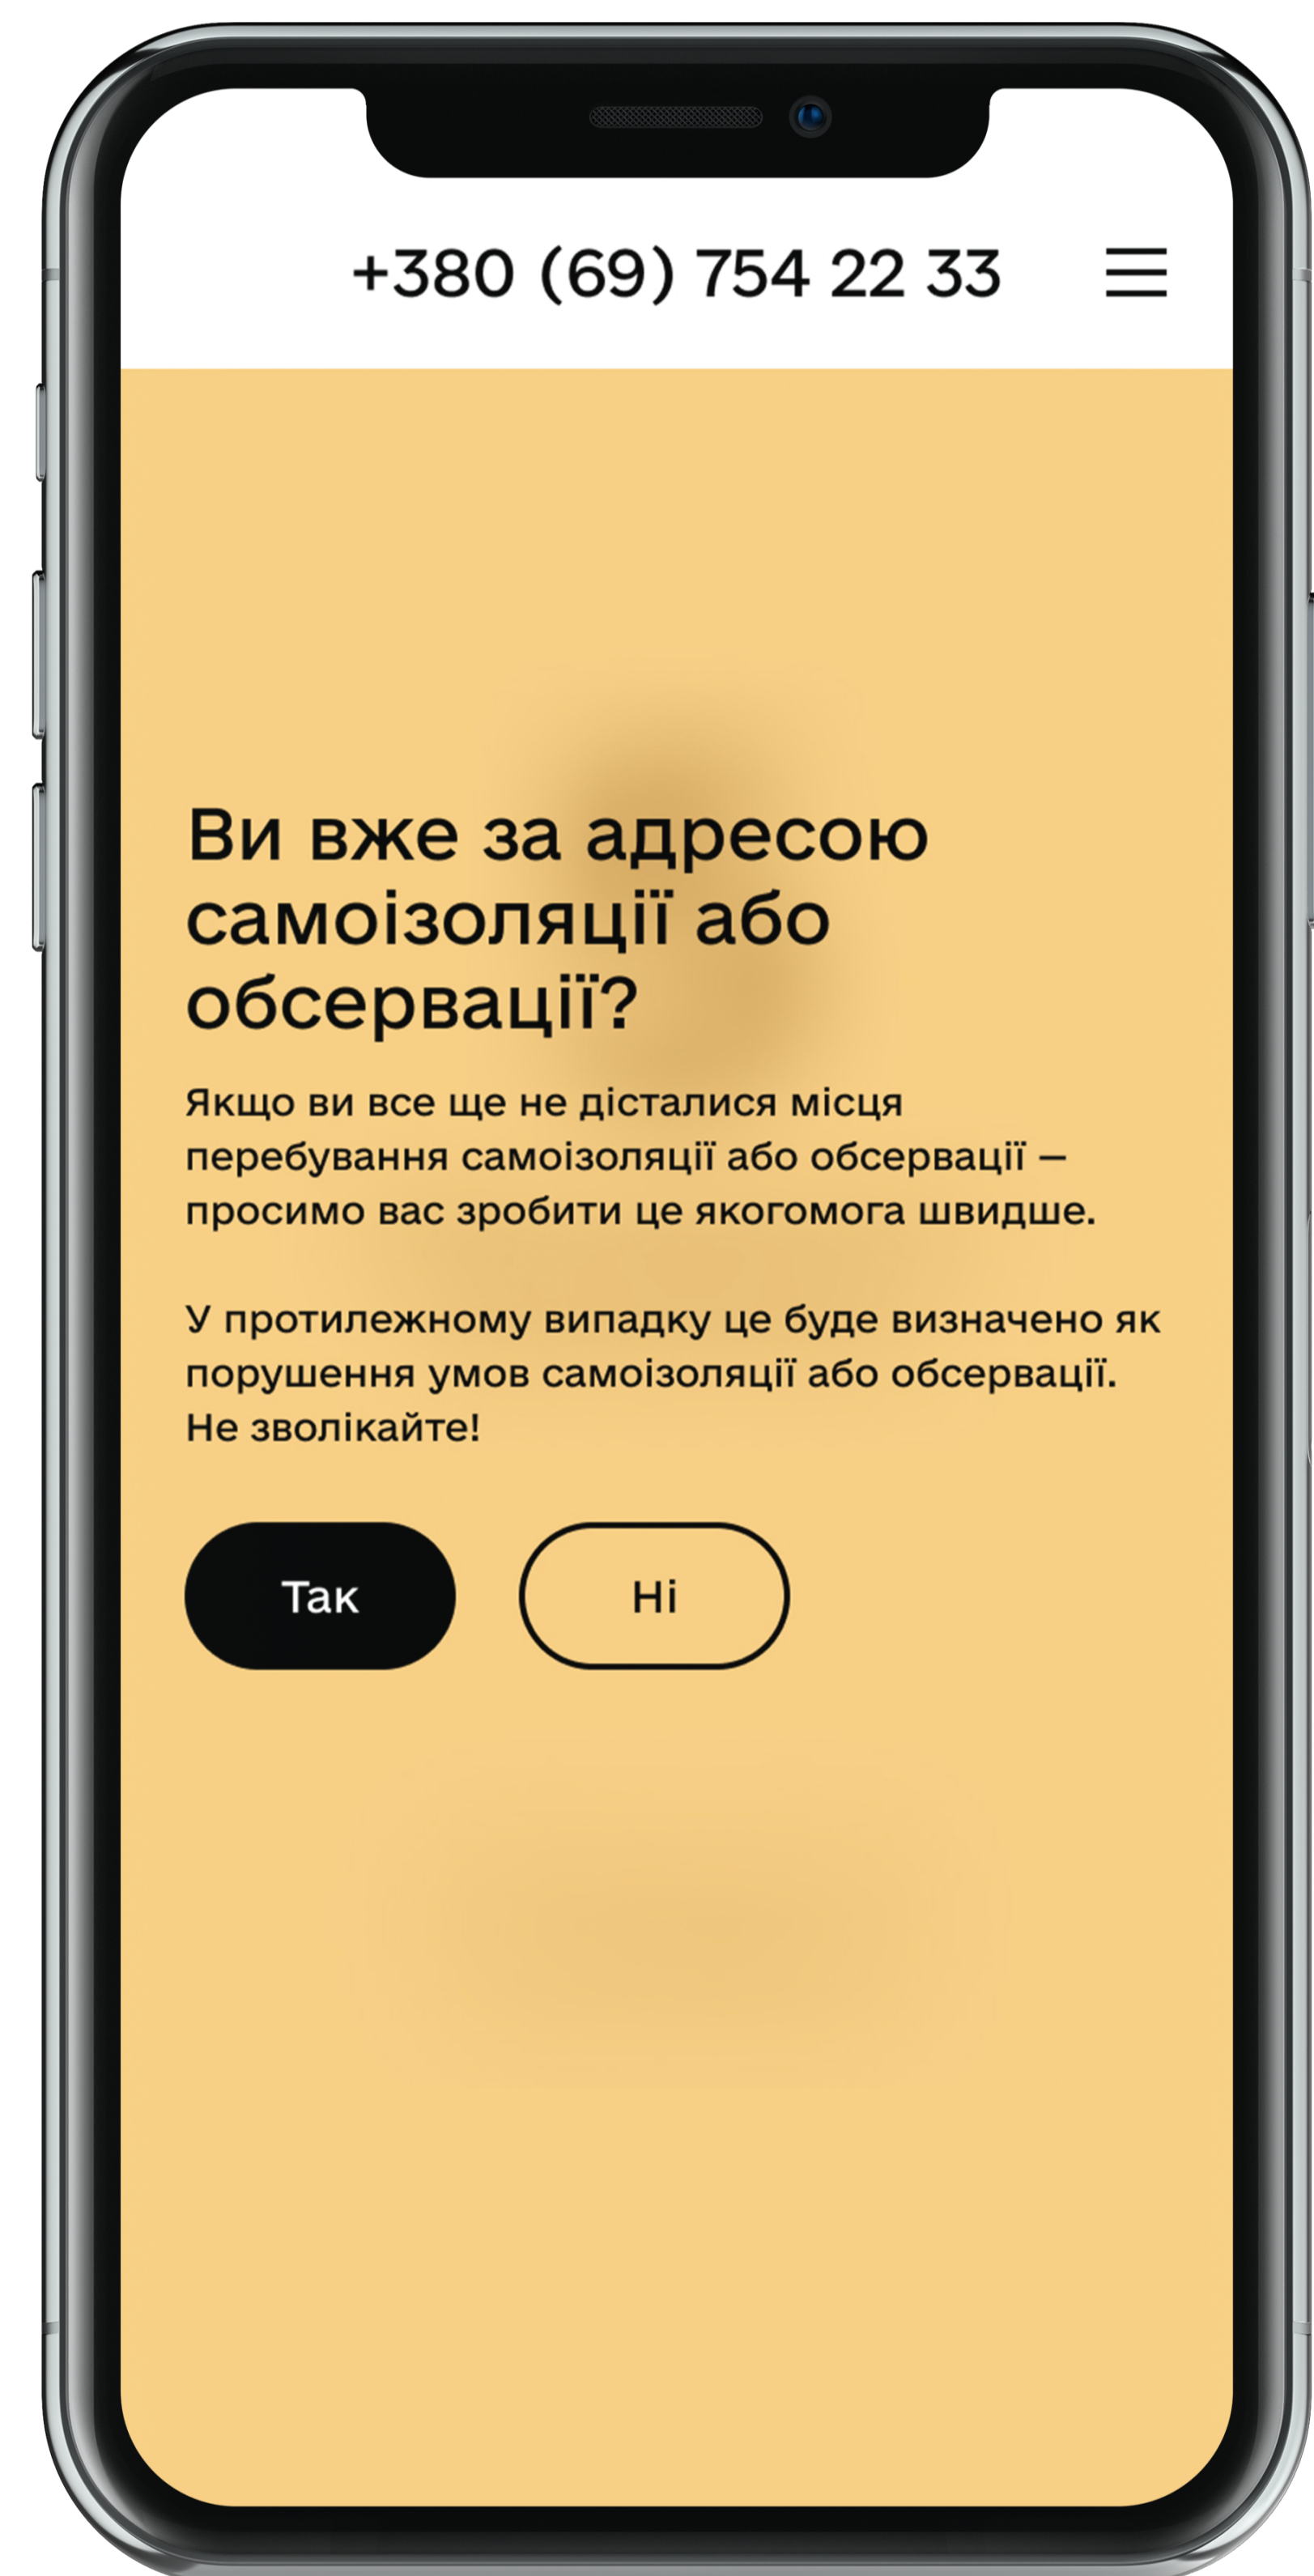 +380 (69) 754 22 33
Ви вже за адресою
самоізоляції або
обсервації?
Якщо ви все ще не дісталися місця
перебування самоізоляції або обсервації —
просимо вас зробити це якогомога швидше.
У протилежному випадку це буде визначено як
порушення умов самоізоляції або обсервації.
Не зволікайте!
Так
Ні